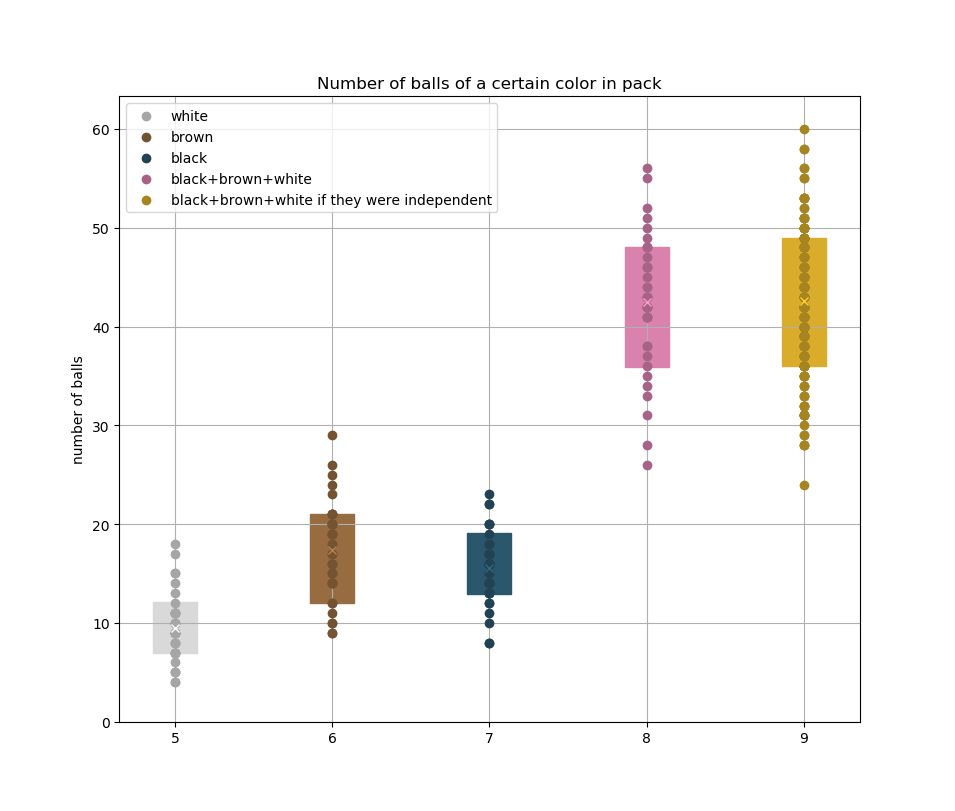 Number of balls of a certain color in pack
white
brown
black
black+brown+white
black+brown+white if they were independent
number of balls
60
50
40
30
20
10
0
5 6 7 8 9